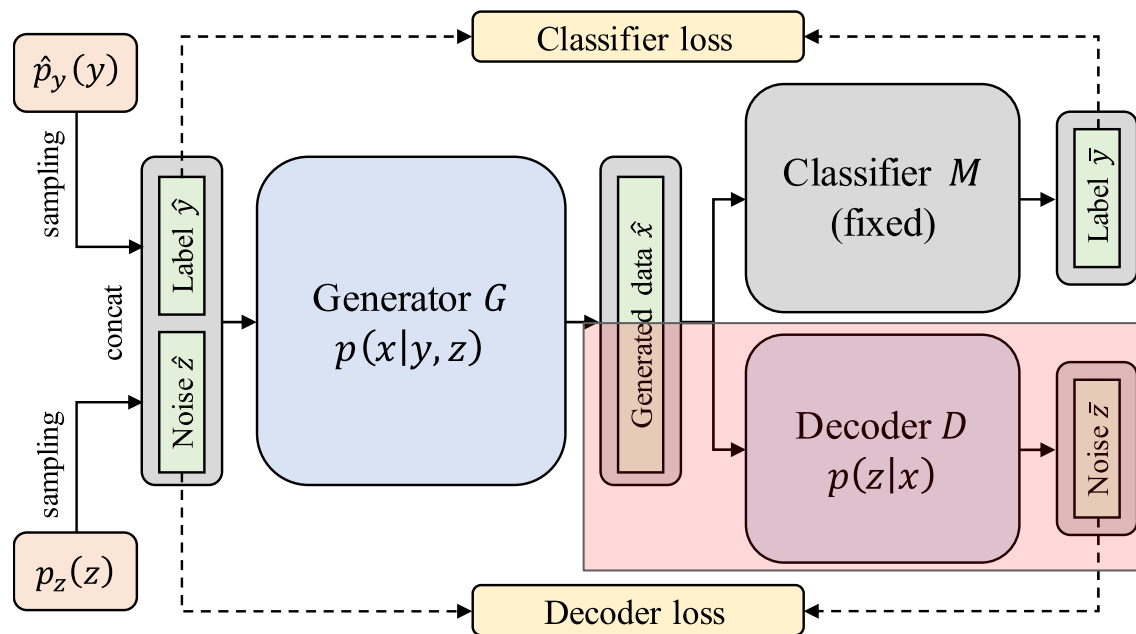 Classifier loss
p̂_y(y)
sampling
concat
sampling
p_z(z)
Label ŷ
Noise ẑ
Generator G
p(x|y, z)
Generated data x̂
Classifier M
(fixed)
Label ȳ
Decoder D
p(z|x)
Noise z̄
Decoder loss